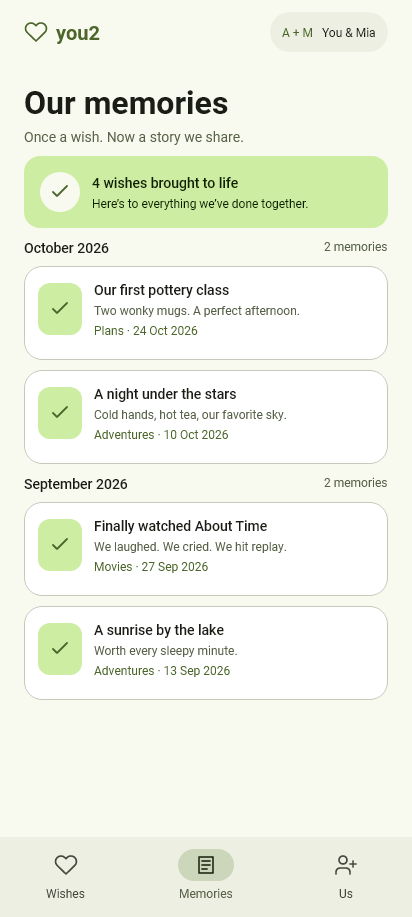 you2
A + M You & Mia
Our memories
Once a wish. Now a story we share.
4 wishes brought to life
Here's to everything we've done together.
October 2026
2 memories
Our first pottery class
Two wonky mugs. A perfect afternoon.
Plans · 24 Oct 2026
A night under the stars
Cold hands, hot tea, our favorite sky.
Adventures · 10 Oct 2026
September 2026
2 memories
Finally watched About Time
We laughed. We cried. We hit replay.
Movies · 27 Sep 2026
A sunrise by the lake
Worth every sleepy minute.
Adventures · 13 Sep 2026
Wishes
Memories
Us